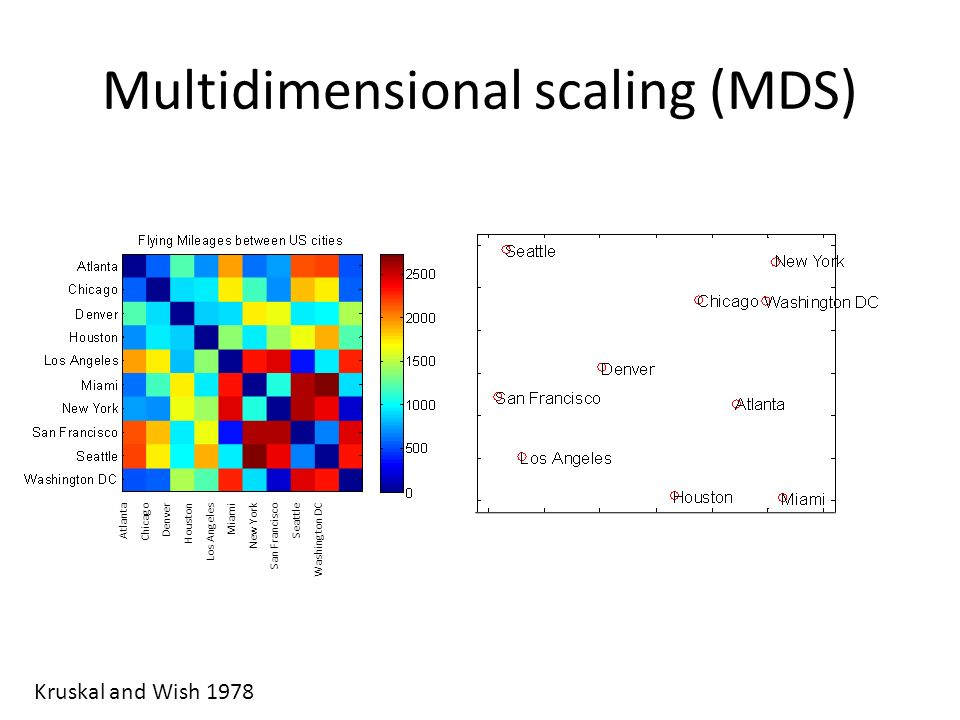 Multidimensional scaling (MDS)
Flying Mileages between US cities
Atlanta
Chicago
Denver
Houston
Los Angeles
Miami
New York
San Francisco
Seattle
Washington DC
2500
2000
1500
1000
500
0
Atlanta
Chicago
Denver
Houston
Los Angeles
Miami
New York
San Francisco
Seattle
Washington DC
Seattle
New York
Chicago
Washington DC
Denver
San Francisco
Atlanta
Los Angeles
Houston
Miami
Kruskal and Wish 1978